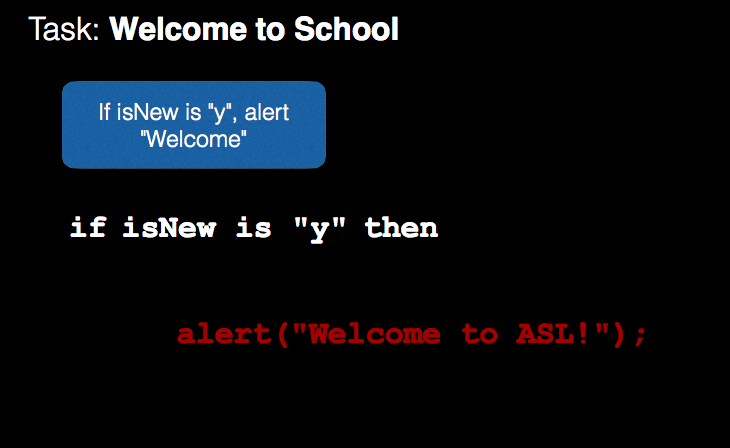 Task: Welcome to School
If isNew is "y", alert
"Welcome"
if isNew is "y" then
alert("Welcome to ASL!");